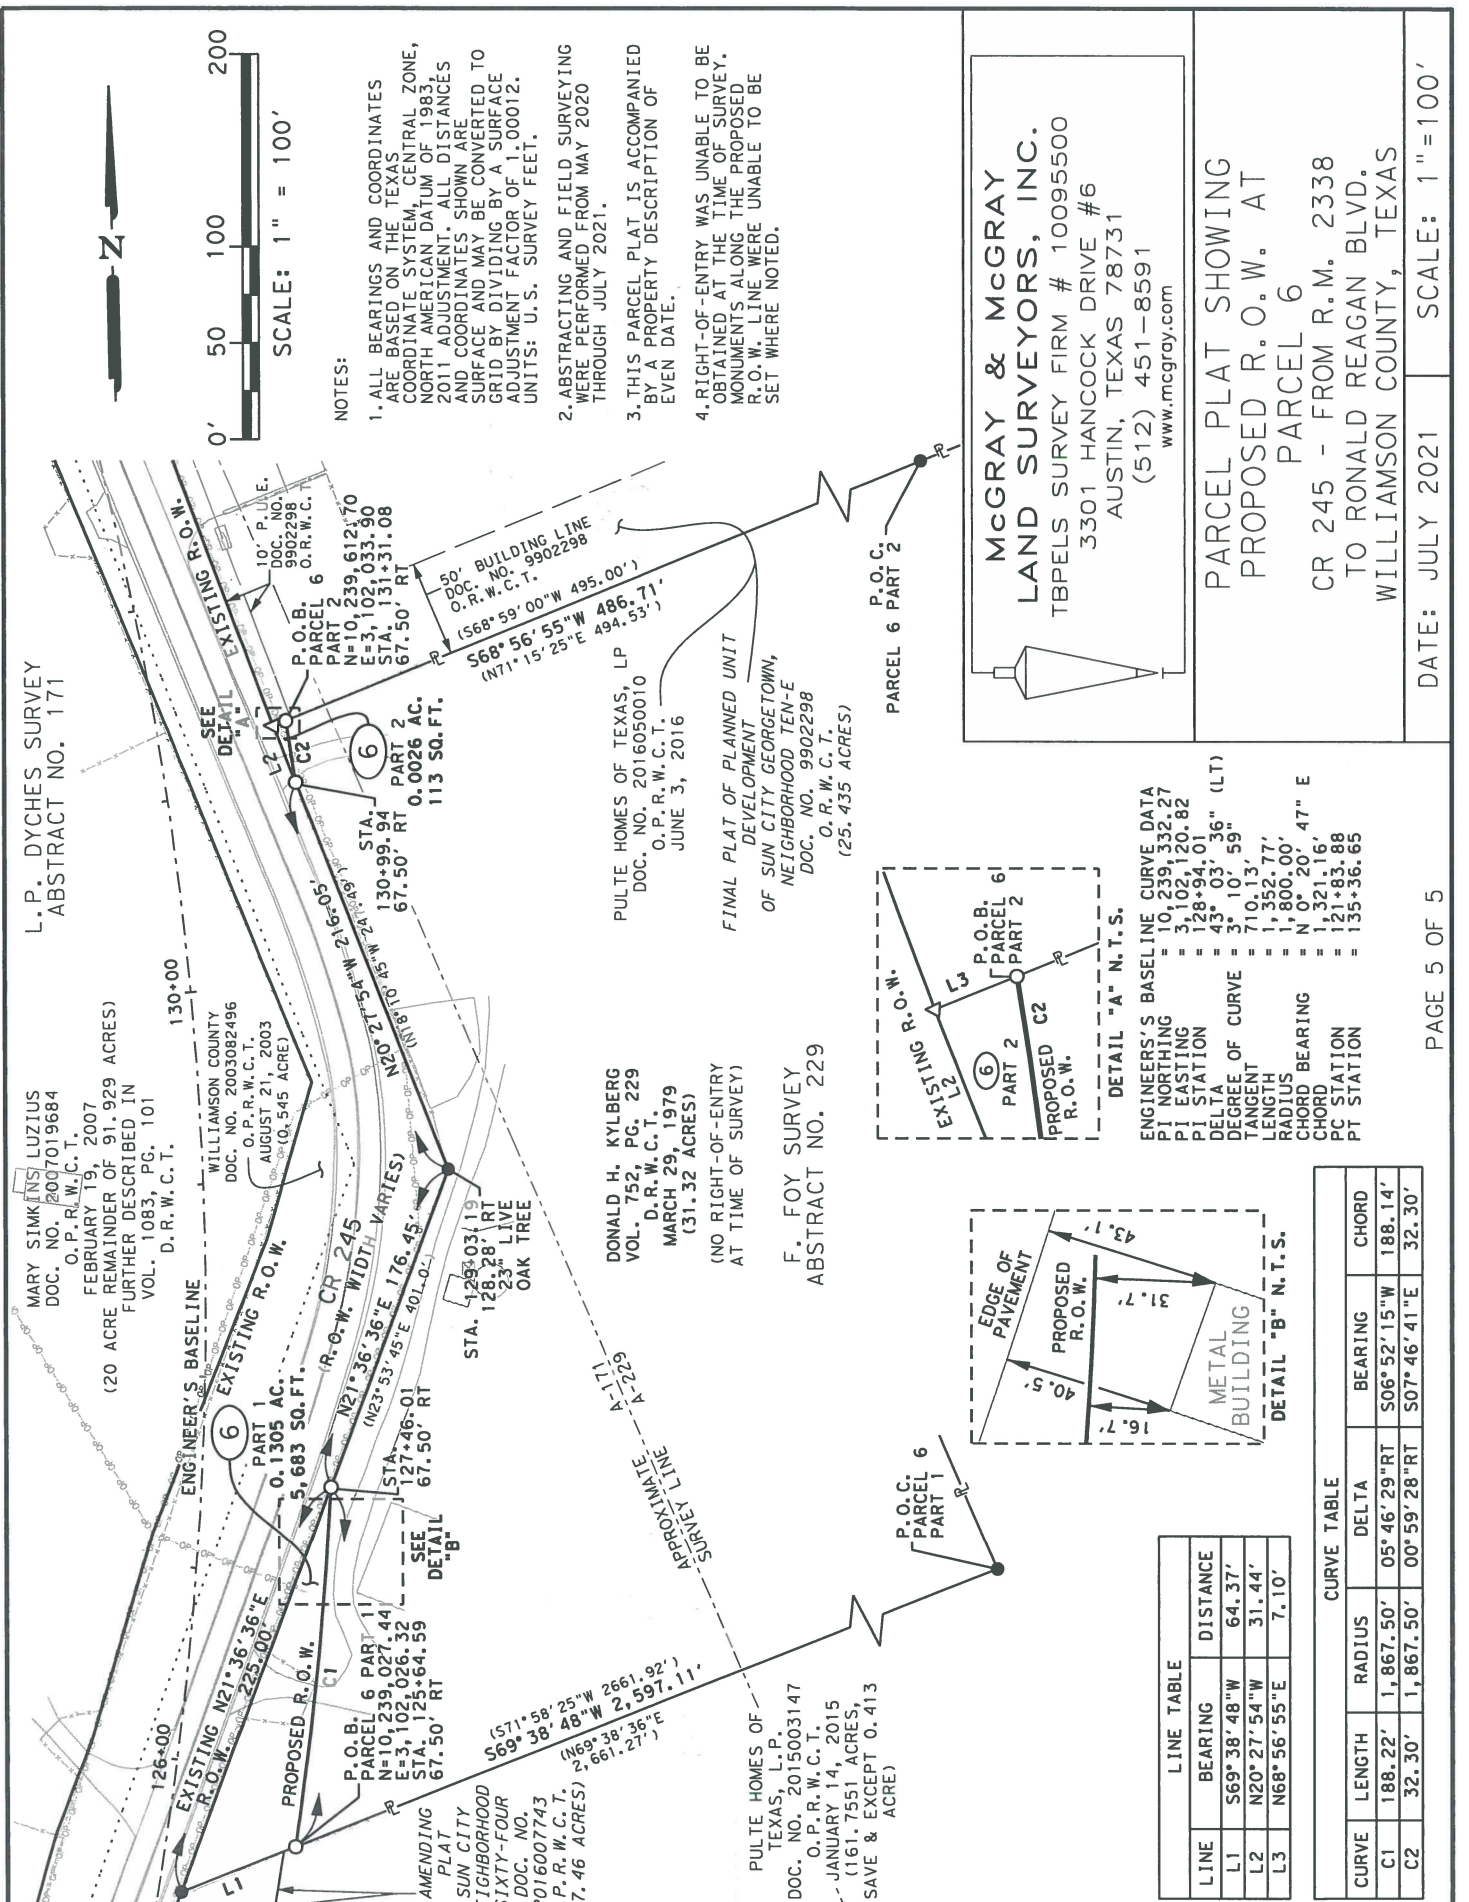 L.P. DYCHES SURVEY
ABSTRACT NO. 171
MARY SIMKINS LUZIUS
DOC. NO. 2007019684
O.P.R.W.C.T.
FEBRUARY 19, 2007
(20 ACRE REMAINDER OF 91.929 ACRES)
FURTHER DESCRIBED IN
VOL. 1083, PG. 101
D.R.W.C.T.
WILLIAMSON COUNTY
DOC. NO. 2003082496
O.P.R.W.C.T.
AUGUST 21, 2003
(0.545 ACRE)
130+00
126+00
ENGINEER'S BASELINE
EXISTING R.O.W.
CR 245
(R.O.W. WIDTH VARIES)
6
PART 1
0.1305 AC.
5,683 SQ.FT.
EXISTING
R.O.W.
N21°36'36"E
225.00'
N21°36'36"E 176.45'
(N23°53'45"E 401.0')
N20°27'54"W 216.05'
(N18°10'45"W 247.49')
STA.
127+46.01
67.50' RT
STA. 129+03.19
128.28' RT
23" LIVE
OAK TREE
STA.
130+99.94
67.50' RT
SEE
DETAIL
"B"
SEE
DETAIL
"A"
L2
C2
6
PART 2
0.0026 AC.
113 SQ.FT.
EXISTING R.O.W.
10' P.U.E.
DOC. NO.
9902298
O.R.W.C.T.
P.O.B.
PARCEL 6
PART 2
N=10,239,612.70
E=3,102,033.90
STA. 131+31.08
67.50' RT
50' BUILDING LINE
DOC. NO. 9902298
O.R.W.C.T.
(S68°59'00"W 495.00')
S68°56'55"W 486.71'
(N71°15'25"E 494.53')
P.O.C.
PARCEL 6 PART 2
PROPOSED R.O.W.
C1
L1
P.O.B.
PARCEL 6 PART 1
N=10,239,027.44
E=3,102,026.32
STA. 125+64.59
67.50' RT
(S71°58'25"W 2661.92')
S69°38'48"W 2,597.11'
(N69°38'36"E
2,661.27')
P.O.C.
PARCEL 6
PART 1
AMENDING
PLAT
SUN CITY
SIXTY-FOUR
DOC. NO.
PULTE HOMES OF
TEXAS, L.P.
DOC. NO. 2015003147
O.P.R.W.C.T.
JANUARY 14, 2015
(161.7551 ACRES,
SAVE & EXCEPT 0.413
ACRE)
APPROXIMATE
SURVEY LINE
A-171
A-229
DONALD H. KYLBERG
VOL. 752, PG. 229
D.R.W.C.T.
MARCH 29, 1979
(31.32 ACRES)
(NO RIGHT-OF-ENTRY
AT TIME OF SURVEY)
F. FOY SURVEY
ABSTRACT NO. 229
PULTE HOMES OF TEXAS, LP
DOC. NO. 2016050010
O.P.R.W.C.T.
JUNE 3, 2016
FINAL PLAT OF PLANNED UNIT
DEVELOPMENT
OF SUN CITY GEORGETOWN,
NEIGHBORHOOD TEN-E
DOC. NO. 9902298
O.R.W.C.T.
(25.435 ACRES)
N
0' 50 100 200
SCALE: 1" = 100'
NOTES:
1. ALL BEARINGS AND COORDINATES
ARE BASED ON THE TEXAS
COORDINATE SYSTEM, CENTRAL ZONE,
NORTH AMERICAN DATUM OF 1983,
2011 ADJUSTMENT. ALL DISTANCES
AND COORDINATES SHOWN ARE
SURFACE AND MAY BE CONVERTED TO
GRID BY DIVIDING BY A SURFACE
ADJUSTMENT FACTOR OF 1.00012.
UNITS: U.S. SURVEY FEET.
2. ABSTRACTING AND FIELD SURVEYING
WERE PERFORMED FROM MAY 2020
THROUGH JULY 2021.
3. THIS PARCEL PLAT IS ACCOMPANIED
BY A PROPERTY DESCRIPTION OF
EVEN DATE.
4. RIGHT-OF-ENTRY WAS UNABLE TO BE
OBTAINED AT THE TIME OF SURVEY.
MONUMENTS ALONG THE PROPOSED
R.O.W. LINE WERE UNABLE TO BE
SET WHERE NOTED.
EXISTING R.O.W.
L2
L3
P.O.B.
PARCEL 6
PART 2
6
PART 2
C2
PROPOSED
R.O.W.
DETAIL "A" N.T.S.
EDGE OF
PAVEMENT
PROPOSED
R.O.W.
43.1'
31.7'
40.5'
16.7'
METAL
BUILDING
DETAIL "B" N.T.S.
ENGINEERS'S BASELINE CURVE DATA
PI NORTHING = 10,239,332.27
PI EASTING = 3,102,120.82
PI STATION = 128+94.01
DELTA = 43° 03' 36" (LT)
DEGREE OF CURVE = 3° 10' 59"
TANGENT = 710.13'
LENGTH = 1,352.77'
RADIUS = 1,800.00'
CHORD BEARING = N 0° 20' 47" E
CHORD = 1,321.16'
PC STATION = 121+83.88
PT STATION = 135+36.65
LINE TABLE
LINE BEARING DISTANCE
L1 S69°38'48"W 64.37'
L2 N20°27'54"W 31.44'
L3 N68°56'55"E 7.10'
CURVE TABLE
CURVE LENGTH RADIUS DELTA BEARING CHORD
C1 188.22' 1,867.50' 05°46'29"RT S06°52'15"W 188.14'
C2 32.30' 1,867.50' 00°59'28"RT S07°46'41"E 32.30'
McGRAY & McGRAY
LAND SURVEYORS, INC.
TBPELS SURVEY FIRM # 10095500
3301 HANCOCK DRIVE #6
AUSTIN, TEXAS 78731
(512) 451-8591
www.mcgray.com
PARCEL PLAT SHOWING
PROPOSED R.O.W. AT
PARCEL 6
CR 245 - FROM R.M. 2338
TO RONALD REAGAN BLVD.
WILLIAMSON COUNTY, TEXAS
DATE: JULY 2021 SCALE: 1"=100'
PAGE 5 OF 5